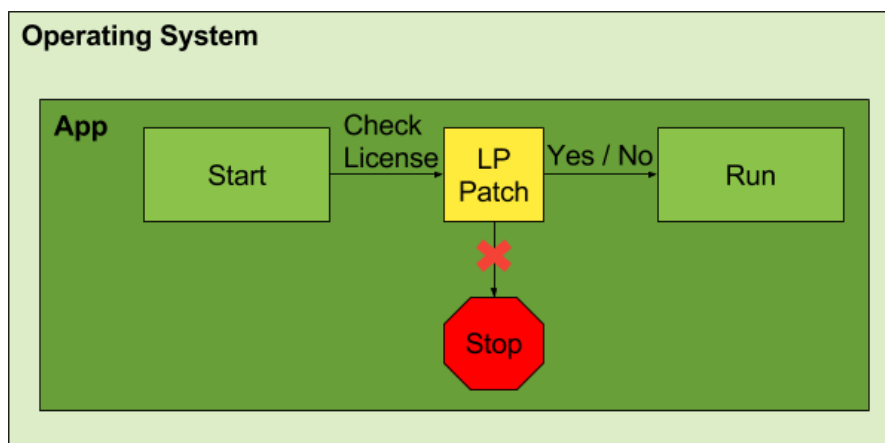 Operating System
App
Start
Check
License
LP
Patch
Yes / No
Run
Stop